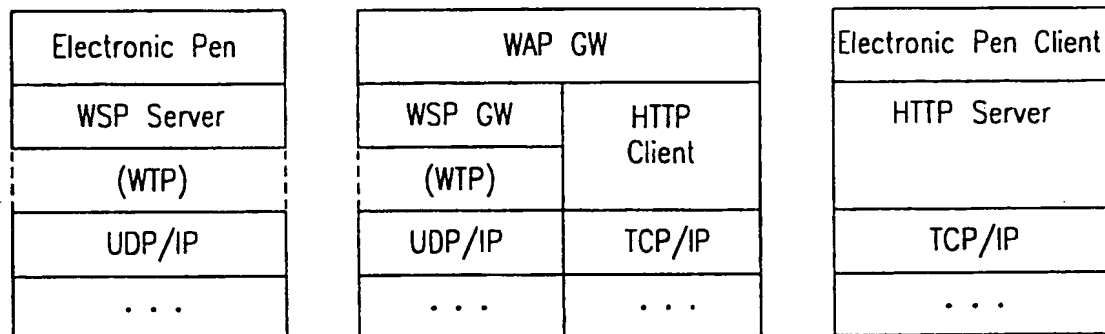 Electronic Pen
WSP Server
(WTP)
UDP/IP
. . .
WAP GW
WSP GW
(WTP)
UDP/IP
. . .
HTTP
Client
TCP/IP
. . .
Electronic Pen Client
HTTP Server
TCP/IP
. . .